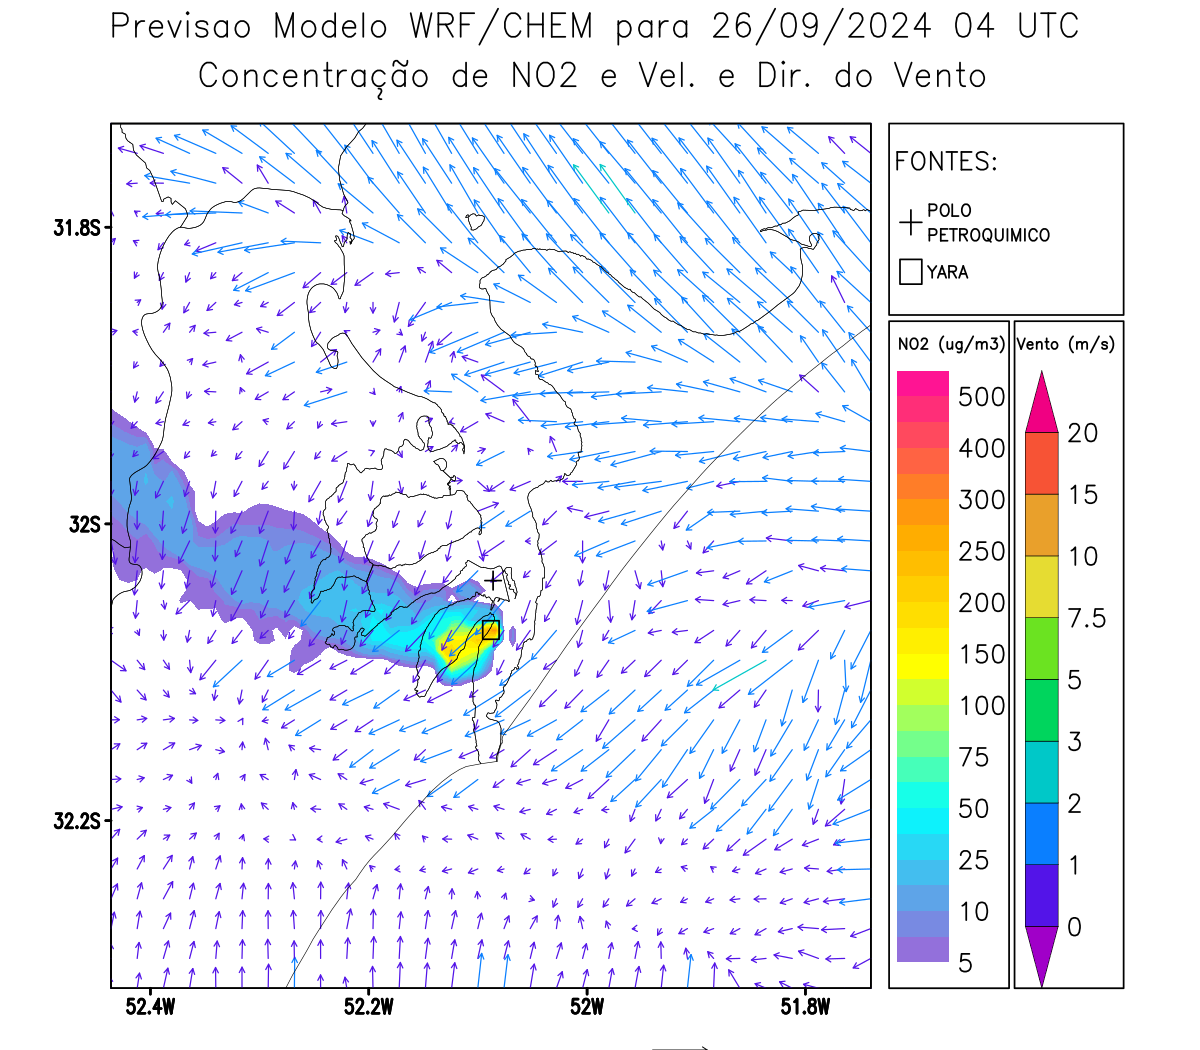 Previsao Modelo WRF/CHEM para 26/09/2024 04 UTC
Concentração de NO2 e Vel. e Dir. do Vento
FONTES:
POLO
PETROQUIMICO
YARA
NO2 (ug/m3)
500
400
300
250
200
150
100
75
50
25
10
5
Vento (m/s)
20
15
10
7.5
5
3
2
1
0
31.8S
32S
32.2S
52.4W
52.2W
52W
51.8W